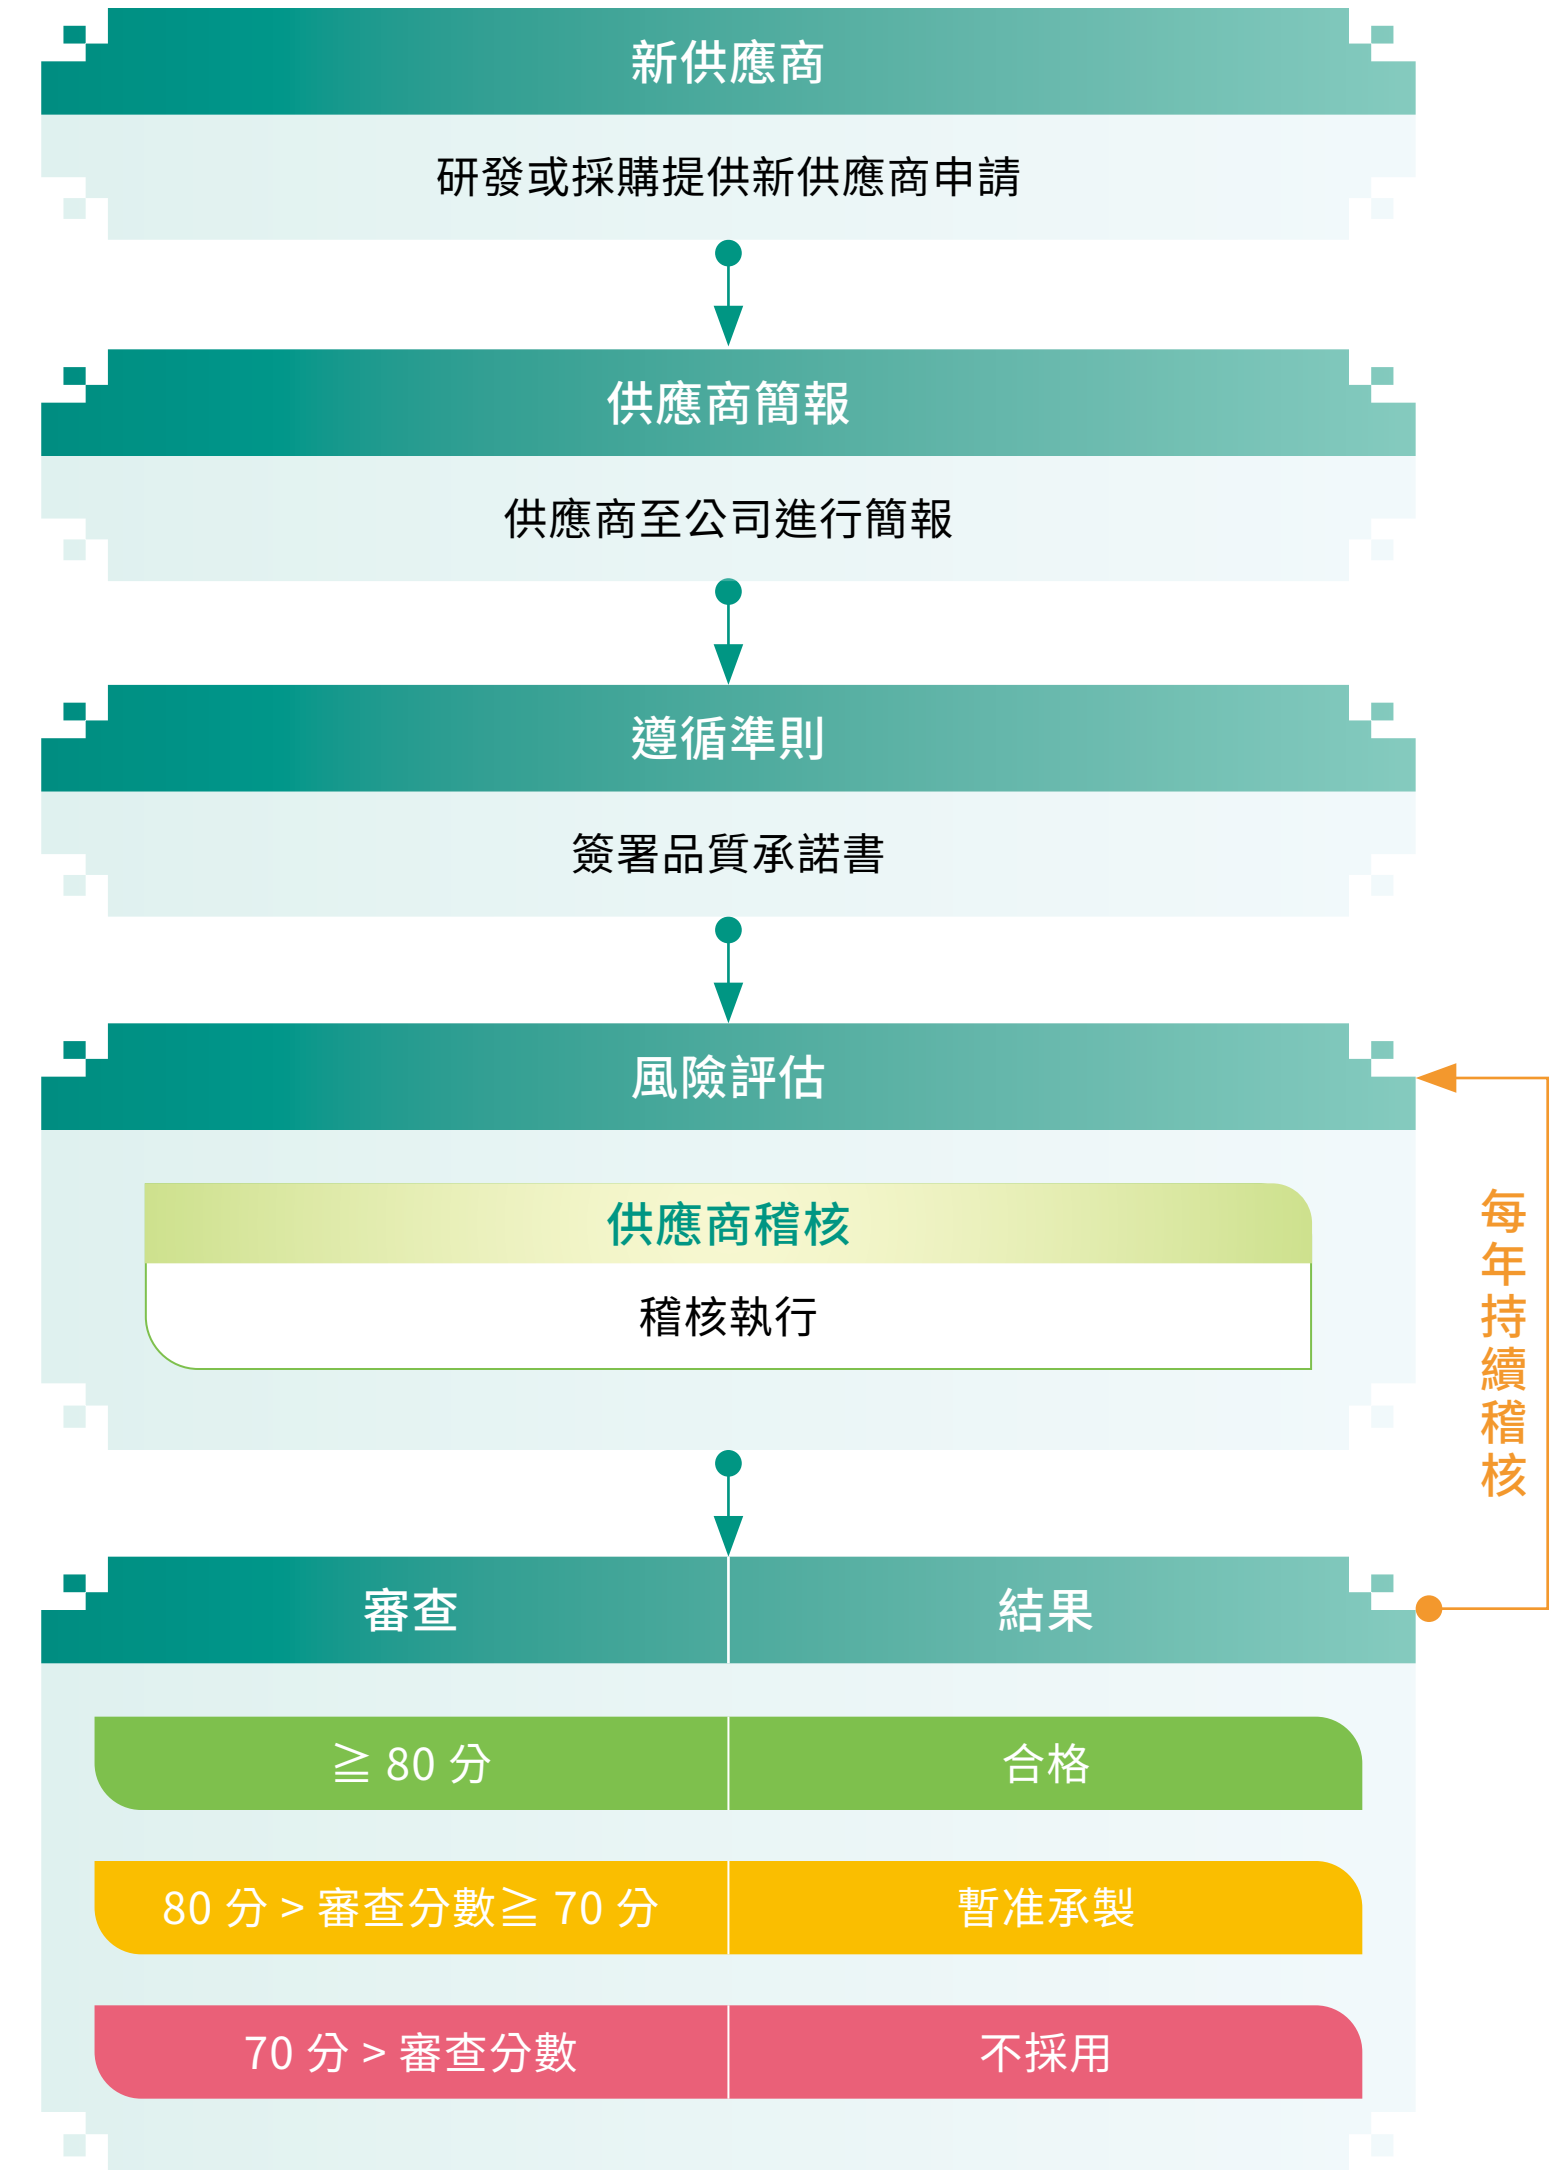 新供應商
研發或採購提供新供應商申請
供應商簡報
供應商至公司進行簡報
遵循準則
簽署品質承諾書
風險評估
供應商稽核
稽核執行
每年持續稽核
審查 結果
≧ 80 分 合格
80 分 > 審查分數≧ 70 分 暫准承製
70 分 > 審查分數 不採用